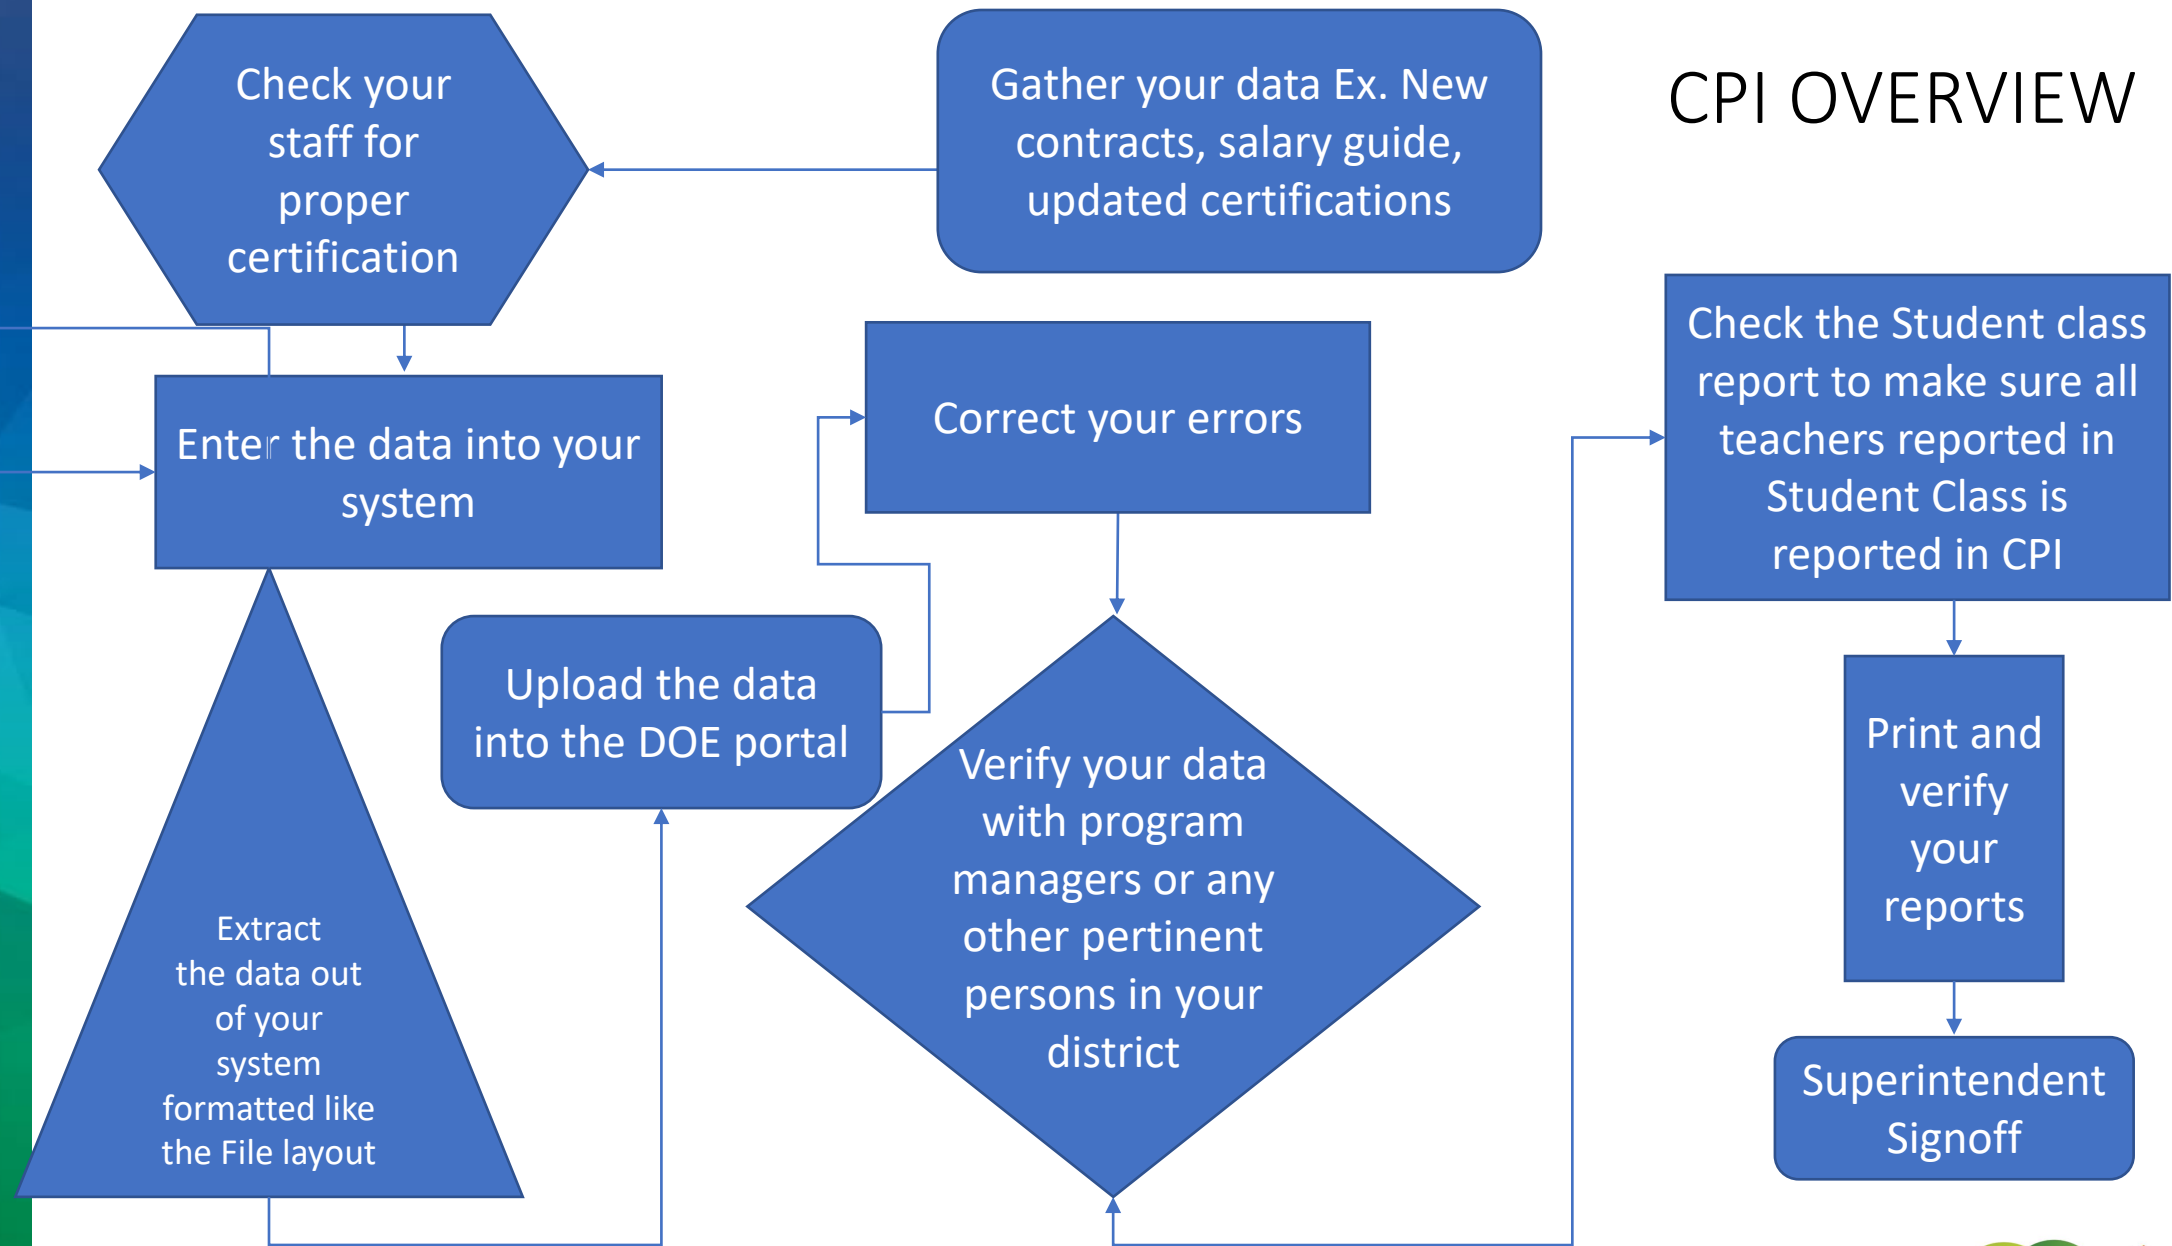 CPI OVERVIEW
Gather your data Ex. New
contracts, salary guide,
updated certifications
Check your
staff for
proper
certification
Enter the data into your
system
Extract
the data out
of your
system
formatted like
the File layout
Upload the data
into the DOE portal
Correct your errors
Verify your data
with program
managers or any
other pertinent
persons in your
district
Check the Student class
report to make sure all
teachers reported in
Student Class is
reported in CPI
Print and
verify
your
reports
Superintendent
Signoff